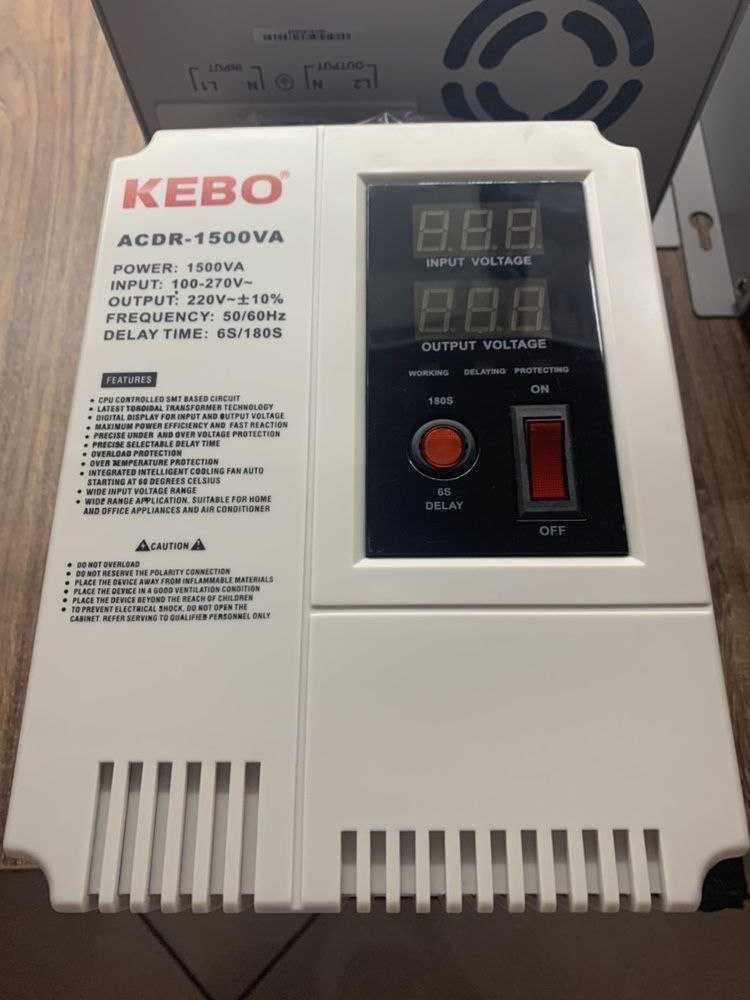 OUTPUT
INPUT
L2 N N L1
KEBO®
ACDR-1500VA
POWER: 1500VA
INPUT: 100-270V~
OUTPUT: 220V~±10%
FREQUENCY: 50/60Hz
DELAY TIME: 6S/180S
FEATURES
• CPU CONTROLLED SMT BASED CIRCUIT
• LATEST TOROIDAL TRANSFORMER TECHNOLOGY
• DIGITAL DISPLAY FOR INPUT AND OUTPUT VOLTAGE
• MAXIMUM POWER EFFICIENCY AND FAST REACTION
• PRECISE UNDER AND OVER VOLTAGE PROTECTION
• PRECISE SELECTABLE DELAY TIME
• OVERLOAD PROTECTION
• OVER TEMPERATURE PROTECTION
• INTEGRATED INTELLIGENT COOLING FAN AUTO
STARTING AT 60 DEGREES CELSIUS
• WIDE INPUT VOLTAGE RANGE
• WIDE RANGE APPLICATION, SUITABLE FOR HOME
AND OFFICE APPLIANCES AND AIR CONDITIONER
CAUTION
• DO NOT OVERLOAD
• DO NOT RESERVE THE POLARITY CONNECTION
• PLACE THE DEVICE AWAY FROM INFLAMMABLE MATERIALS
• PLACE THE DEVICE IN A GOOD VENTILATION CONDITION
• PLACE THE DEVICE BEYOND THE REACH OF CHILDREN
• TO PREVENT ELECTRICAL SHOCK, DO NOT OPEN THE
CABINET. REFER SERVING TO QUALIFIED PERSONNEL ONLY
INPUT VOLTAGE
OUTPUT VOLTAGE
WORKING DELAYING PROTECTING
180S
ON
6S
DELAY
OFF